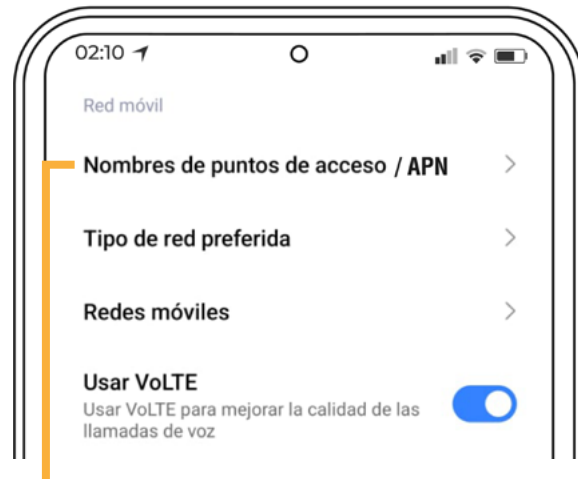 02:10
Red móvil
Nombres de puntos de acceso / APN
Tipo de red preferida
Redes móviles
Usar VoLTE
Usar VoLTE para mejorar la calidad de las
llamadas de voz